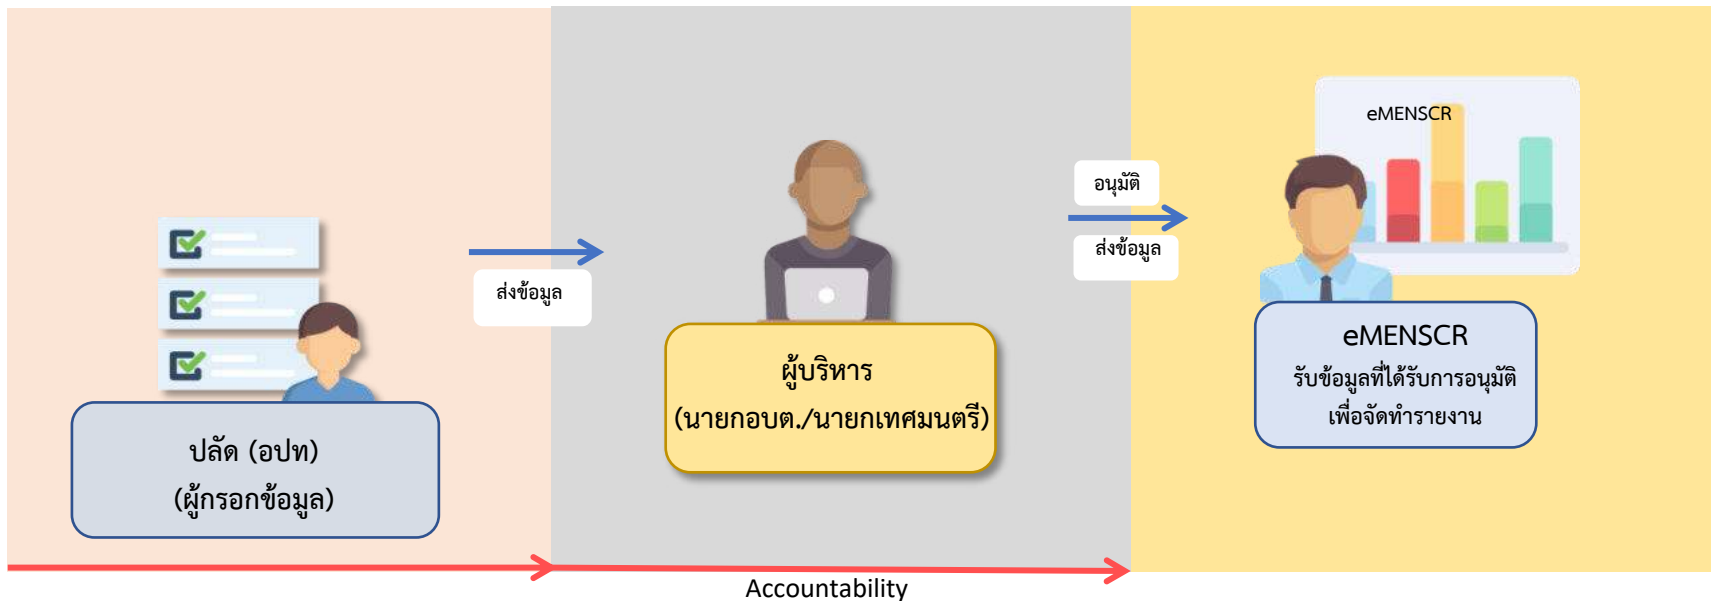 ปลัด (อปท)
(ผู้กรอกข้อมูล)
ส่งข้อมูล
ผู้บริหาร
(นายกอบต./นายกเทศมนตรี)
อนุมัติ
ส่งข้อมูล
eMENSCR
eMENSCR
รับข้อมูลที่ได้รับการอนุมัติ
เพื่อจัดทำรายงาน
Accountability